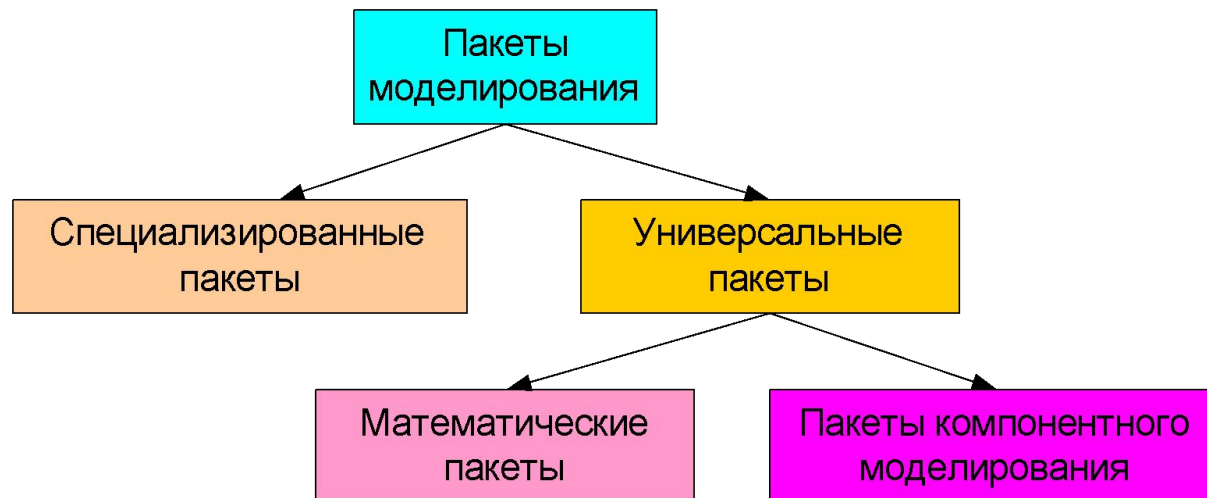 Пакеты
моделирования
Специализированные
пакеты
Универсальные
пакеты
Математические
пакеты
Пакеты компонентного
моделирования